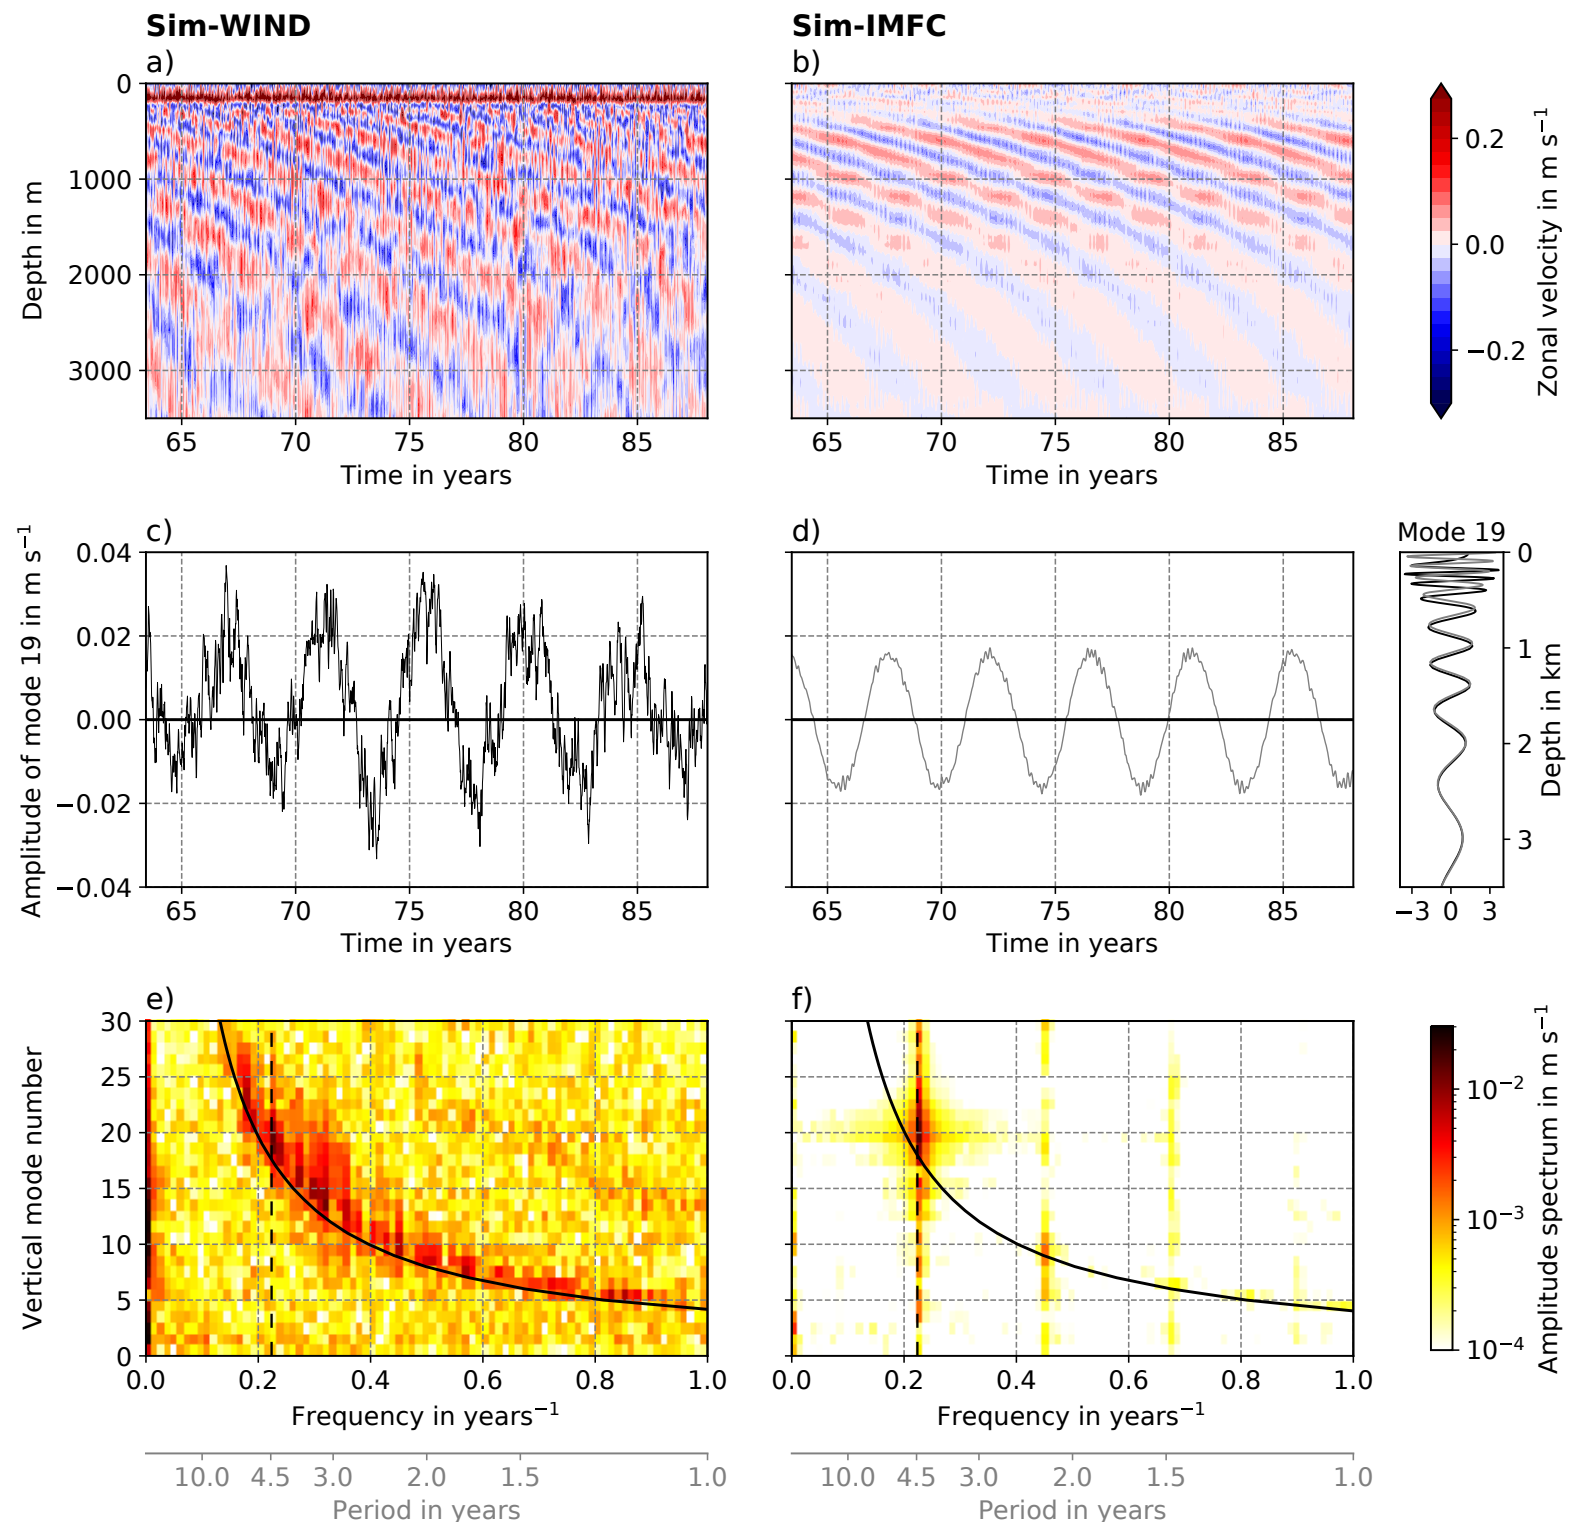 Sim-WIND
Sim-IMFC
a)
b)
0
1000
2000
3000
Depth in m
65 70 75 80 85
Time in years
65 70 75 80 85
Time in years
0.2
0.0
−0.2
Zonal velocity in m s⁻¹
c)
d)
Mode 19
0.04
0.02
0.00
−0.02
−0.04
Amplitude of mode 19 in m s⁻¹
65 70 75 80 85
Time in years
65 70 75 80 85
Time in years
0
1
2
3
Depth in km
−3 0 3
e)
f)
30
25
20
15
10
5
0
Vertical mode number
0.0 0.2 0.4 0.6 0.8 1.0
Frequency in years⁻¹
0.0 0.2 0.4 0.6 0.8 1.0
Frequency in years⁻¹
10⁻²
10⁻³
10⁻⁴
Amplitude spectrum in m s⁻¹
10.0 4.5 3.0 2.0 1.5 1.0
Period in years
10.0 4.5 3.0 2.0 1.5 1.0
Period in years